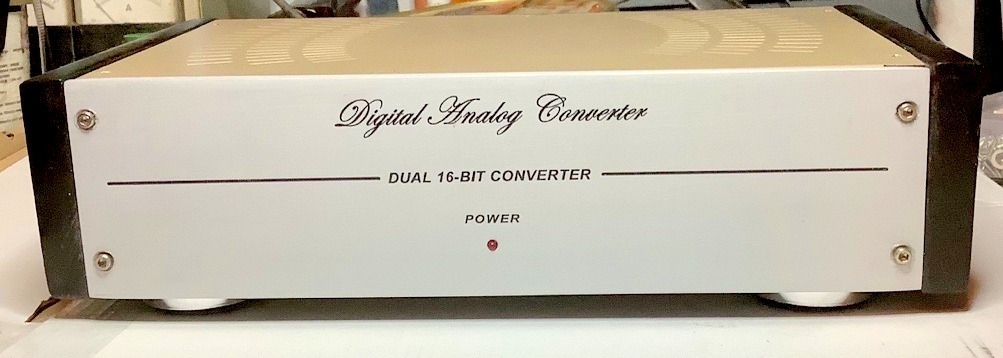 Digital Analog Converter
DUAL 16-BIT CONVERTER
POWER